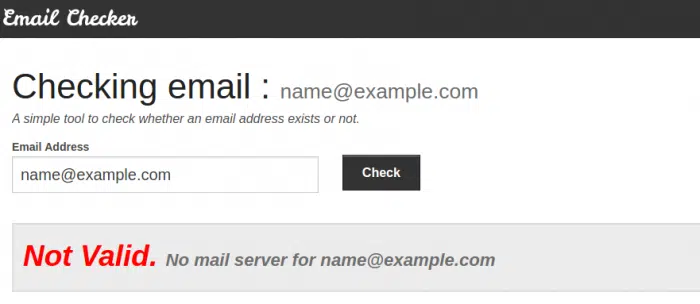 Email Checker
Checking email : name@example.com
A simple tool to check whether an email address exists or not.
Email Address
name@example.com Check
Not Valid. No mail server for name@example.com